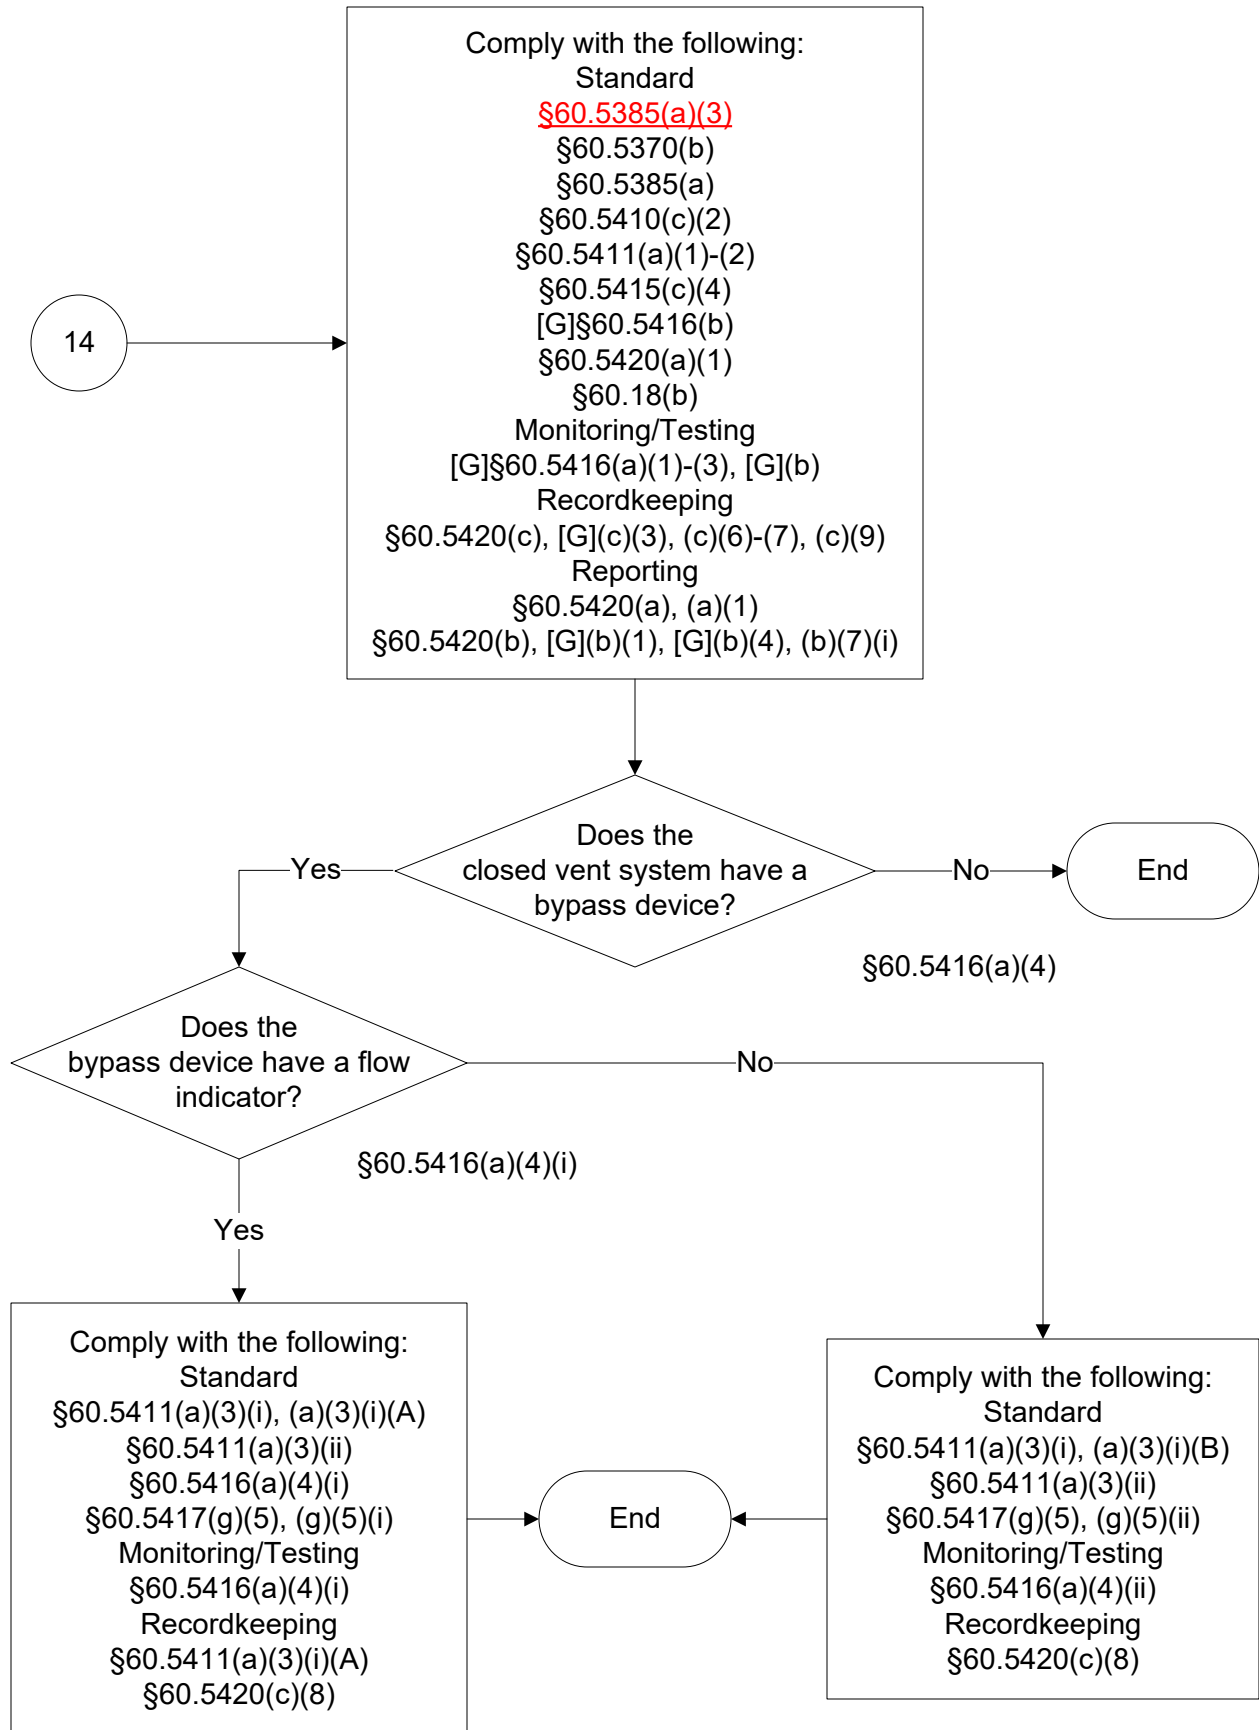 Comply with the following:
Standard
§60.5385(a)(3)
§60.5370(b)
§60.5385(a)
§60.5410(c)(2)
§60.5411(a)(1)-(2)
§60.5415(c)(4)
[G]§60.5416(b)
§60.5420(a)(1)
§60.18(b)
Monitoring/Testing
[G]§60.5416(a)(1)-(3), [G](b)
Recordkeeping
§60.5420(c), [G](c)(3), (c)(6)-(7), (c)(9)
Reporting
§60.5420(a), (a)(1)
§60.5420(b), [G](b)(1), [G](b)(4), (b)(7)(i)
14
Does the
closed vent system have a
bypass device?
Yes
No
End
§60.5416(a)(4)
Does the
bypass device have a flow
indicator?
No
§60.5416(a)(4)(i)
Yes
Comply with the following:
Standard
§60.5411(a)(3)(i), (a)(3)(i)(A)
§60.5411(a)(3)(ii)
§60.5416(a)(4)(i)
§60.5417(g)(5), (g)(5)(i)
Monitoring/Testing
§60.5416(a)(4)(i)
Recordkeeping
§60.5411(a)(3)(i)(A)
§60.5420(c)(8)
End
Comply with the following:
Standard
§60.5411(a)(3)(i), (a)(3)(i)(B)
§60.5411(a)(3)(ii)
§60.5417(g)(5), (g)(5)(ii)
Monitoring/Testing
§60.5416(a)(4)(ii)
Recordkeeping
§60.5420(c)(8)